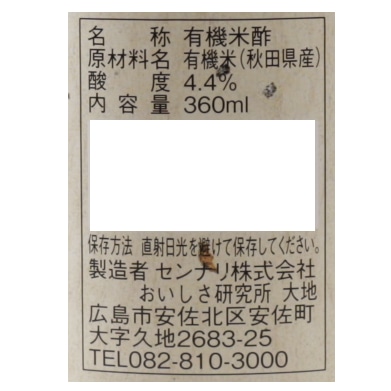 名称 有機米酢
原材料名 有機米(秋田県産)
酸度 4.4%
内容量 360ml
保存方法 直射日光を避けて保存してください。
製造者 センナリ株式会社
おいしさ研究所 大地
広島市安佐北区安佐町
大字久地2683-25
TEL082-810-3000